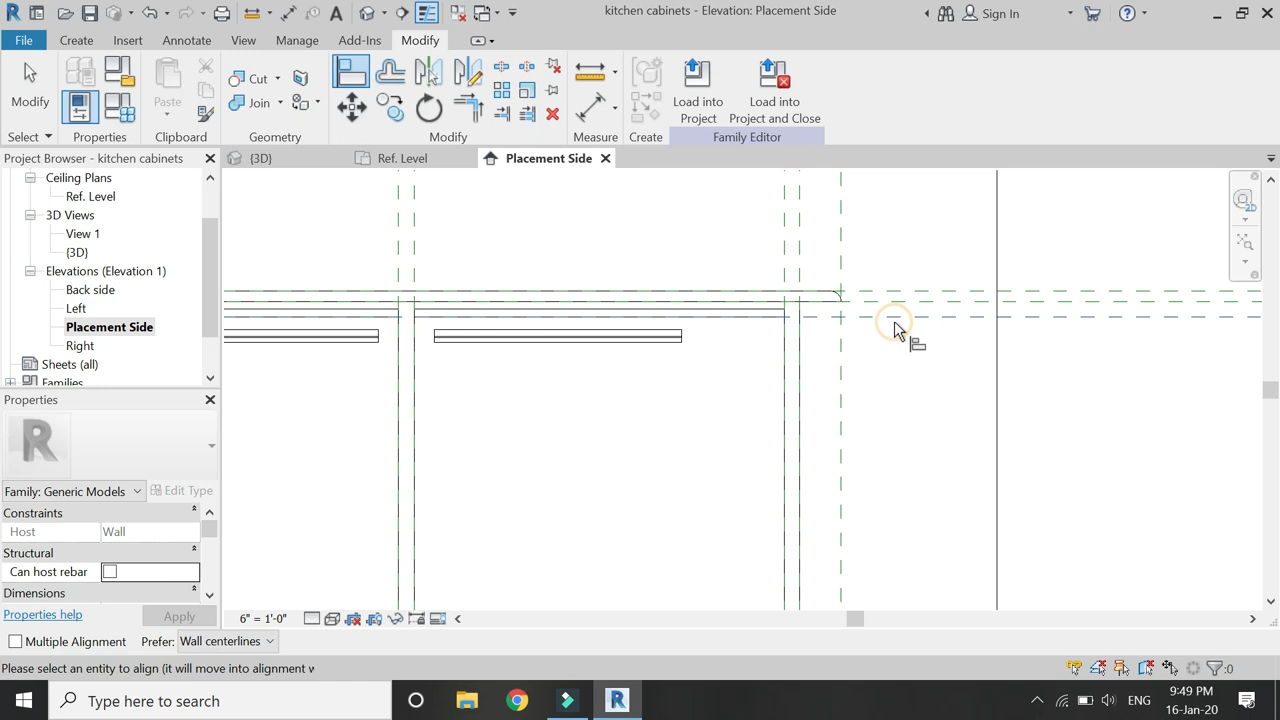 kitchen cabinets - Elevation: Placement Side
Sign In
File
Create
Insert
Annotate
View
Manage
Add-Ins
Modify
Modify
Paste
Cut
Join
Load into
Project
Load into
Project and Close
Select
Properties
Clipboard
Geometry
Modify
Measure
Create
Family Editor
Project Browser - kitchen cabinets
{3D}
Ref. Level
Placement Side
Ceiling Plans
Ref. Level
3D Views
View 1
{3D}
Elevations (Elevation 1)
Back side
Left
Placement Side
Right
Sheets (all)
Families
Properties
R
Family: Generic Models
Edit Type
Constraints
Host
Wall
Structural
Can host rebar
Dimensions
Properties help
Apply
2D
6" = 1'-0"
Multiple Alignment
Prefer:
Wall centerlines
Please select an entity to align (it will move into alignment w
:0
Type here to search
ENG
9:49 PM
16-Jan-20